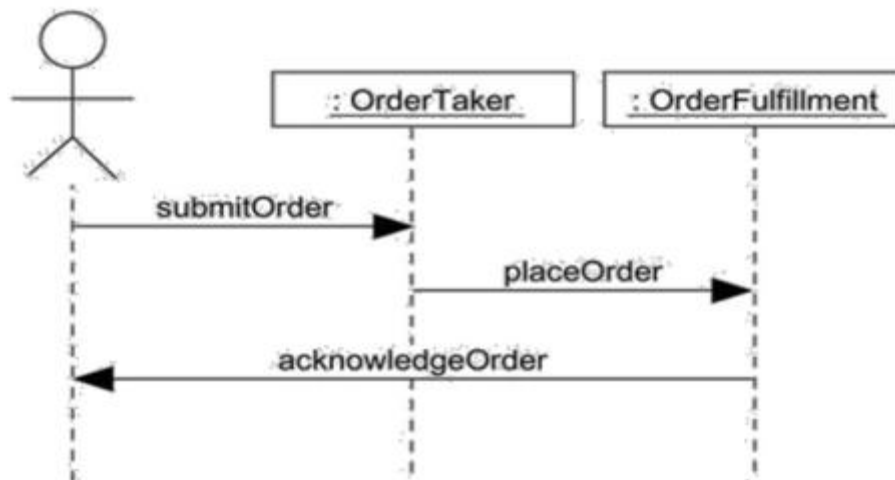 : OrderTaker
: OrderFulfillment
submitOrder
placeOrder
acknowledgeOrder